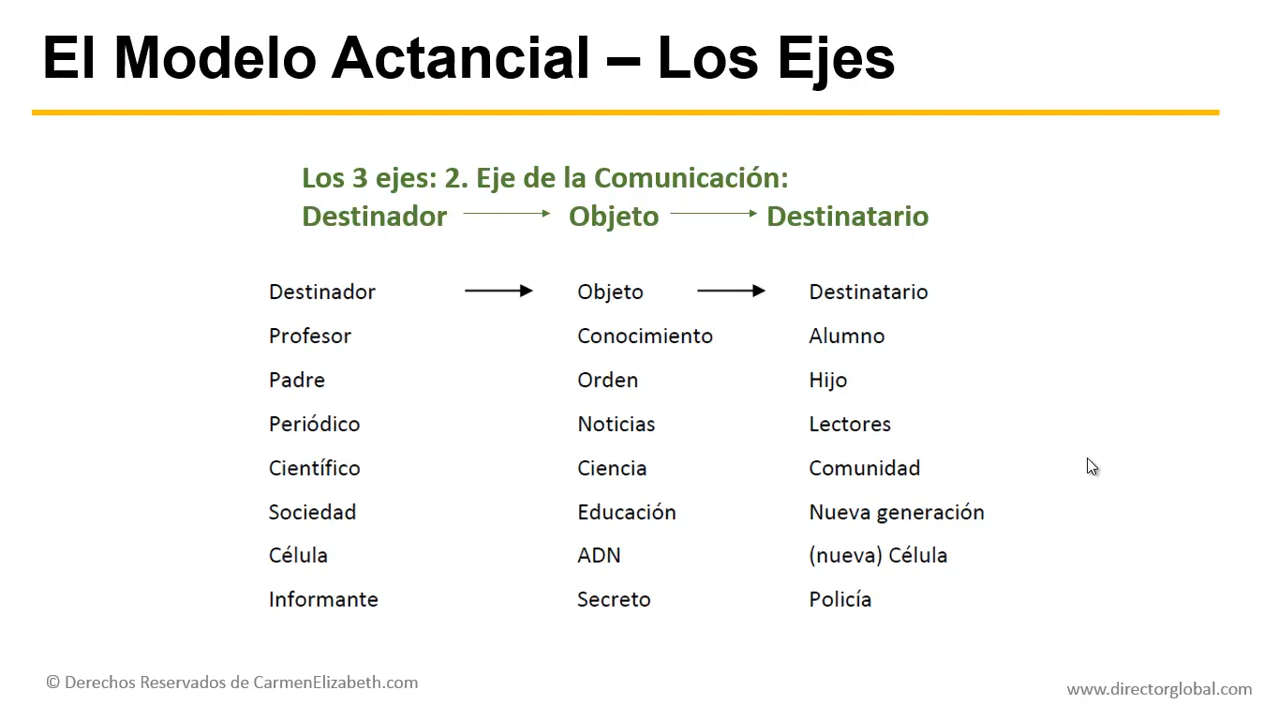 El Modelo Actancial – Los Ejes
Los 3 ejes: 2. Eje de la Comunicación:
Destinador Objeto Destinatario
Destinador Objeto Destinatario
Profesor Conocimiento Alumno
Padre Orden Hijo
Periódico Noticias Lectores
Científico Ciencia Comunidad
Sociedad Educación Nueva generación
Célula ADN (nueva) Célula
Informante Secreto Policía
© Derechos Reservados de CarmenElizabeth.com
www.directorglobal.com